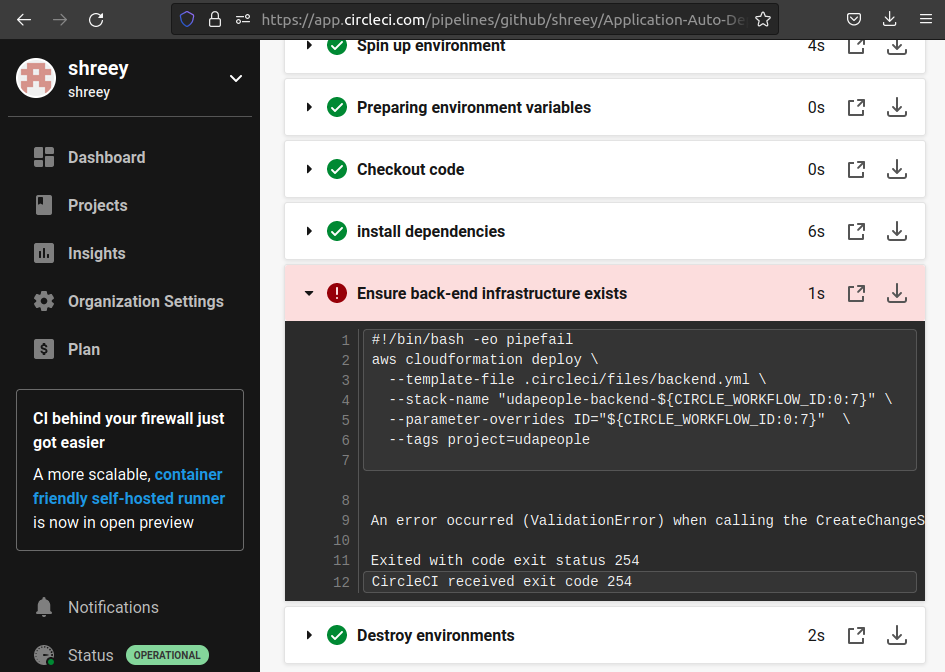 https://app.circleci.com/pipelines/github/shreey/Application-Auto-De
shreey
shreey
Dashboard
Projects
Insights
Organization Settings
$ Plan
CI behind your firewall just
got easier
A more scalable, container
friendly self-hosted runner
is now in open preview
Notifications
Status OPERATIONAL
Spin up environment 4s
Preparing environment variables 0s
Checkout code 0s
install dependencies 6s
Ensure back-end infrastructure exists 1s
1 #!/bin/bash -eo pipefail
2 aws cloudformation deploy \
3 --template-file .circleci/files/backend.yml \
4 --stack-name "udapeople-backend-${CIRCLE_WORKFLOW_ID:0:7}" \
5 --parameter-overrides ID="${CIRCLE_WORKFLOW_ID:0:7}" \
6 --tags project=udapeople
7
8
9 An error occurred (ValidationError) when calling the CreateChangeS
10
11 Exited with code exit status 254
12 CircleCI received exit code 254
Destroy environments 2s